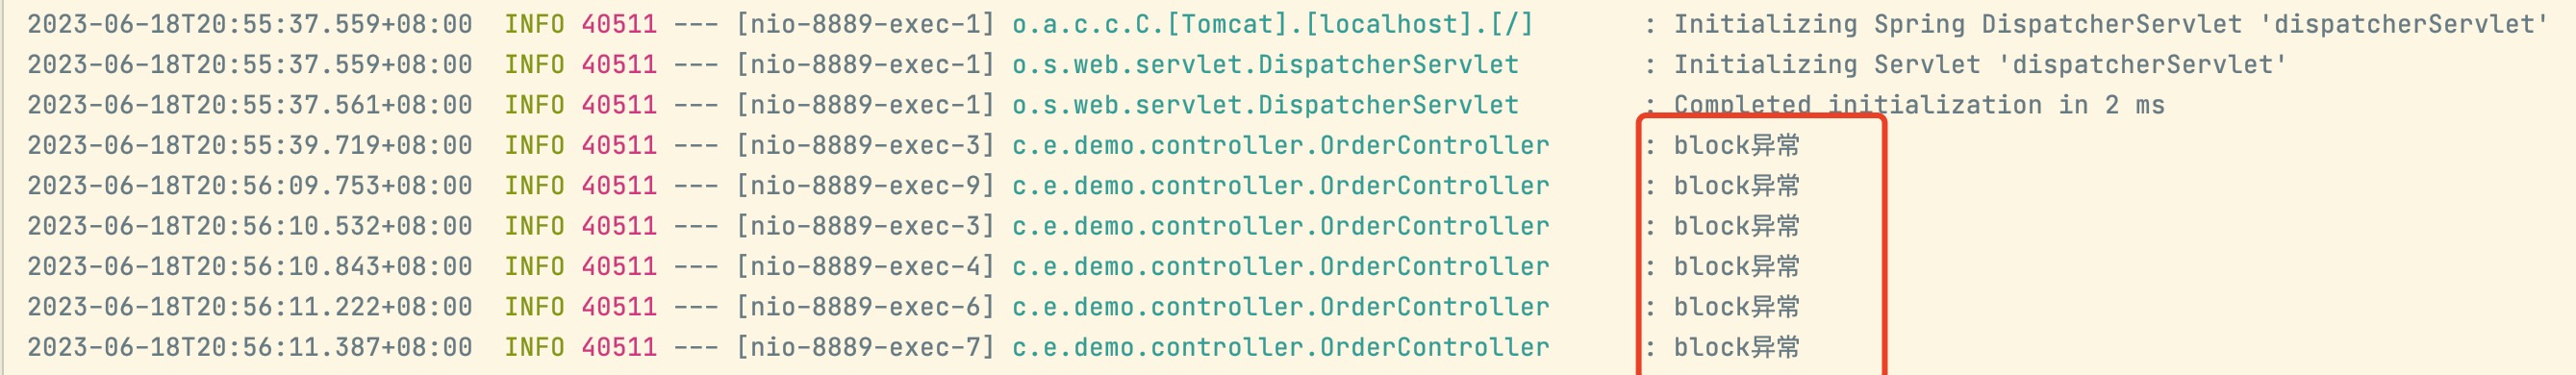 2023-06-18T20:55:37.559+08:00  INFO 40511 --- [nio-8889-exec-1] o.a.c.c.C.[Tomcat].[localhost].[/]       : Initializing Spring DispatcherServlet 'dispatcherServlet'
2023-06-18T20:55:37.559+08:00  INFO 40511 --- [nio-8889-exec-1] o.s.web.servlet.DispatcherServlet        : Initializing Servlet 'dispatcherServlet'
2023-06-18T20:55:37.561+08:00  INFO 40511 --- [nio-8889-exec-1] o.s.web.servlet.DispatcherServlet        : Completed initialization in 2 ms
2023-06-18T20:55:39.719+08:00  INFO 40511 --- [nio-8889-exec-3] c.e.demo.controller.OrderController      : block异常
2023-06-18T20:56:09.753+08:00  INFO 40511 --- [nio-8889-exec-9] c.e.demo.controller.OrderController      : block异常
2023-06-18T20:56:10.532+08:00  INFO 40511 --- [nio-8889-exec-3] c.e.demo.controller.OrderController      : block异常
2023-06-18T20:56:10.843+08:00  INFO 40511 --- [nio-8889-exec-4] c.e.demo.controller.OrderController      : block异常
2023-06-18T20:56:11.222+08:00  INFO 40511 --- [nio-8889-exec-6] c.e.demo.controller.OrderController      : block异常
2023-06-18T20:56:11.387+08:00  INFO 40511 --- [nio-8889-exec-7] c.e.demo.controller.OrderController      : block异常